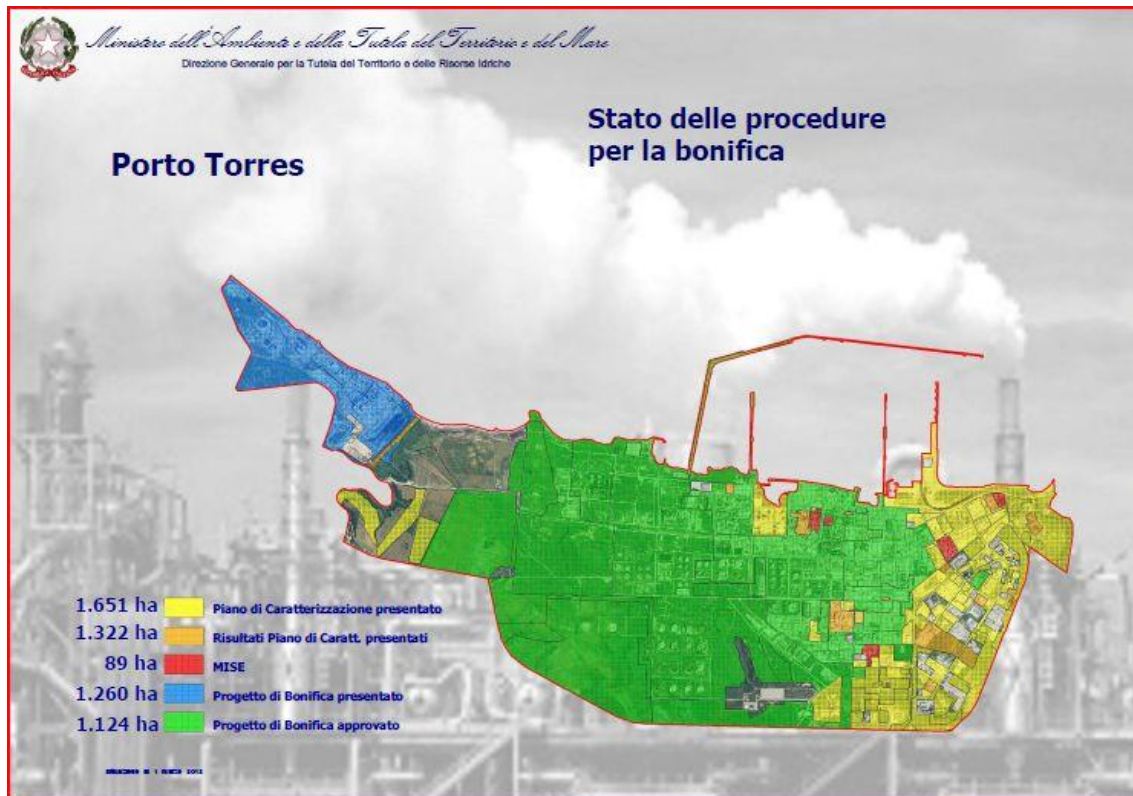 Ministero dell'Ambiente e della Tutela del Territorio e del Mare
Direzione Generale per la Tutela del Territorio e delle Risorse Idriche
Stato delle procedure
per la bonifica
Porto Torres
1.651 ha Piano di Caratterizzazione presentato
1.322 ha Risultati Piano di Caratt. presentati
89 ha MISE
1.260 ha Progetto di Bonifica presentato
1.124 ha Progetto di Bonifica approvato